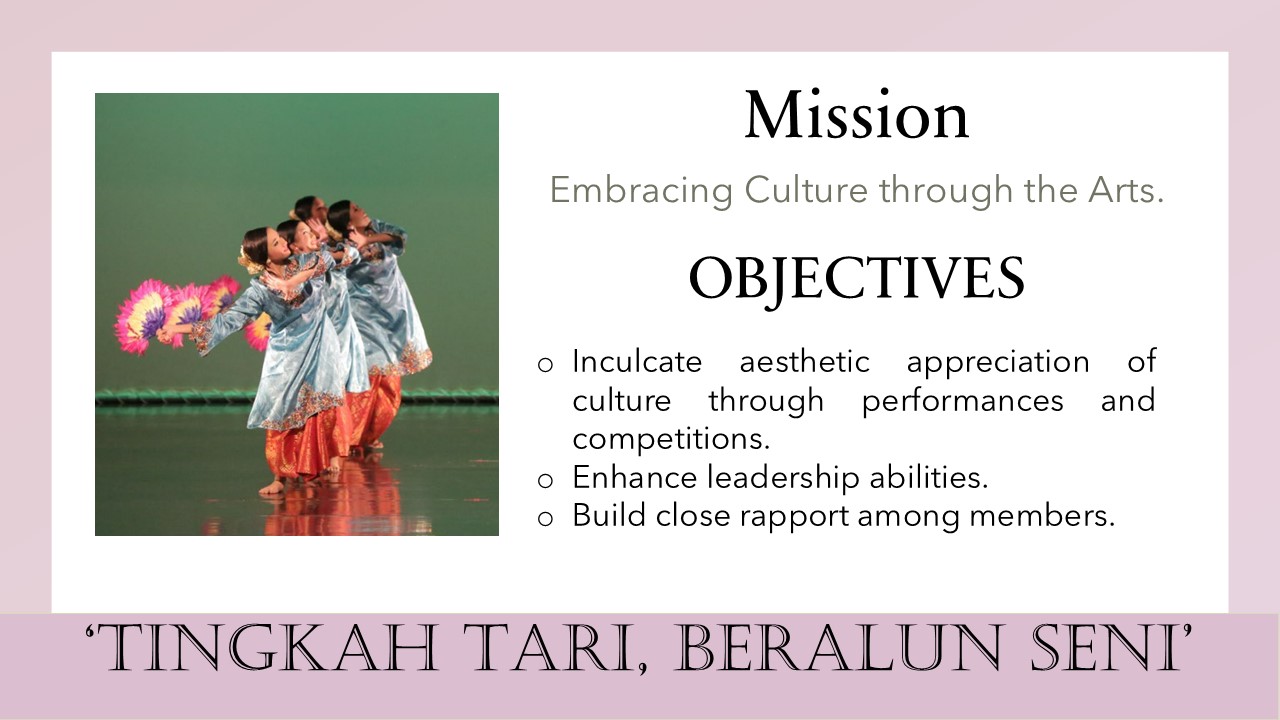 Mission
Embracing Culture through the Arts.
OBJECTIVES
o Inculcate aesthetic appreciation of
culture through performances and
competitions.
o Enhance leadership abilities.
o Build close rapport among members.
‘TINGKAH TARI, BERALUN SENI’